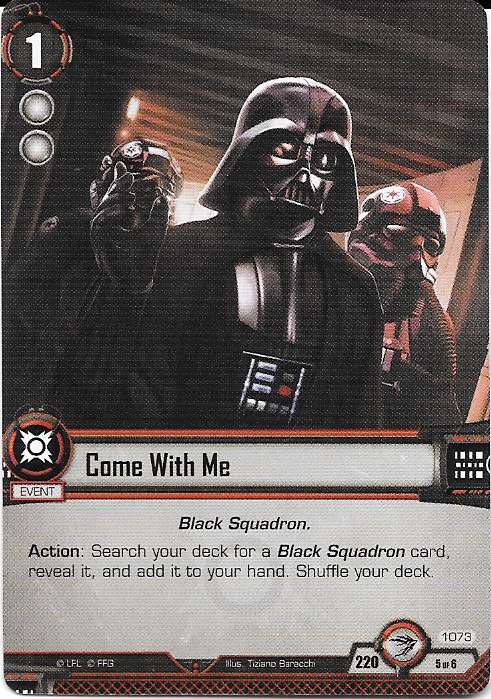 1
Come With Me
EVENT
Black Squadron.
Action: Search your deck for a Black Squadron card,
reveal it, and add it to your hand. Shuffle your deck.
1073
© LFL © FFG
Illus. Tiziano Baracchi
220
5 of 6